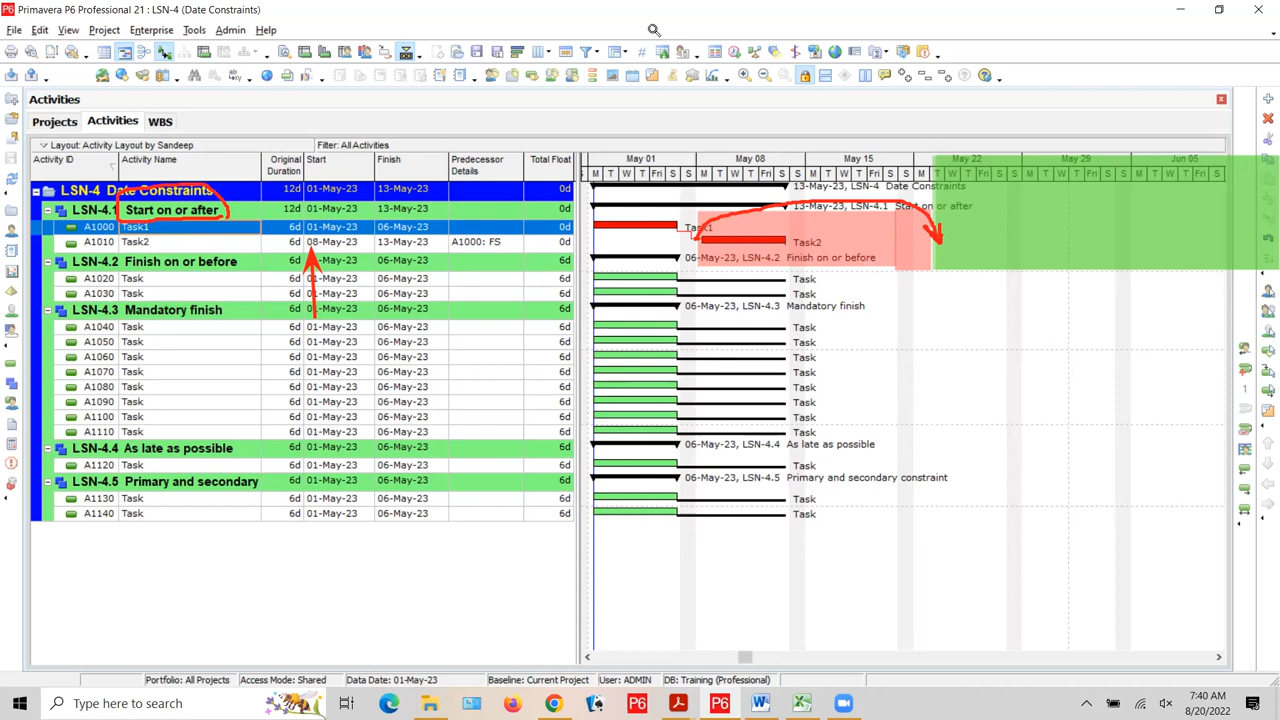 Primavera P6 Professional 21 : LSN-4 (Date Constraints)
File Edit View Project Enterprise Tools Admin Help
Activities
Projects Activities WBS
Layout: Activity Layout by Sandeep Filter: All Activities
Activity ID Activity Name Original Duration Start Finish Predecessor Details Total Float May 01 May 08 May 15 May 22 May 29 Jun 05
M T W T Fri S S M T W T Fri S S M T W T Fri S S M T W T Fri S S M T W T Fri S S M T W T Fri S S
LSN-4 Date Constraints 12d 01-May-23 13-May-23 0d 13-May-23, LSN-4 Date Constraints
LSN-4.1 Start on or after 12d 01-May-23 13-May-23 0d 13-May-23, LSN-4.1 Start on or after
A1000 Task1 6d 01-May-23 06-May-23 0d Task1
A1010 Task2 6d 08-May-23 13-May-23 A1000: FS 0d Task2
LSN-4.2 Finish on or before 6d 01-May-23 06-May-23 6d 06-May-23, LSN-4.2 Finish on or before
A1020 Task 6d 01-May-23 06-May-23 6d Task
A1030 Task 6d 01-May-23 06-May-23 6d Task
LSN-4.3 Mandatory finish 6d 01-May-23 06-May-23 6d 06-May-23, LSN-4.3 Mandatory finish
A1040 Task 6d 01-May-23 06-May-23 6d Task
A1050 Task 6d 01-May-23 06-May-23 6d Task
A1060 Task 6d 01-May-23 06-May-23 6d Task
A1070 Task 6d 01-May-23 06-May-23 6d Task
A1080 Task 6d 01-May-23 06-May-23 6d Task
A1090 Task 6d 01-May-23 06-May-23 6d Task
A1100 Task 6d 01-May-23 06-May-23 6d Task
A1110 Task 6d 01-May-23 06-May-23 6d Task
LSN-4.4 As late as possible 6d 01-May-23 06-May-23 6d 06-May-23, LSN-4.4 As late as possible
A1120 Task 6d 01-May-23 06-May-23 6d Task
LSN-4.5 Primary and secondary 6d 01-May-23 06-May-23 6d 06-May-23, LSN-4.5 Primary and secondary constraint
A1130 Task 6d 01-May-23 06-May-23 6d Task
A1140 Task 6d 01-May-23 06-May-23 6d Task
Portfolio: All Projects Access Mode: Shared Data Date: 01-May-23 Baseline: Current Project User: ADMIN DB: Training (Professional)
Type here to search
7:40 AM
8/20/2022